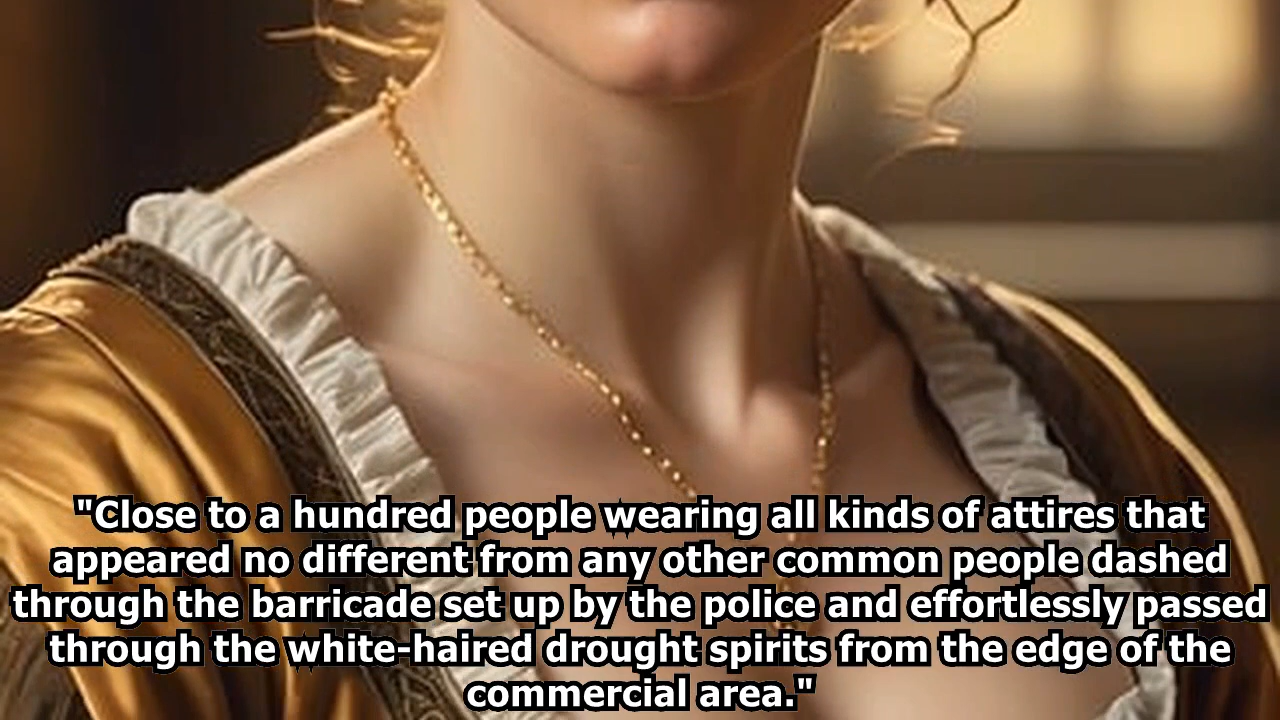 "Close to a hundred people wearing all kinds of attires that
appeared no different from any other common people dashed
through the barricade set up by the police and effortlessly passed
through the white-haired drought spirits from the edge of the
commercial area."